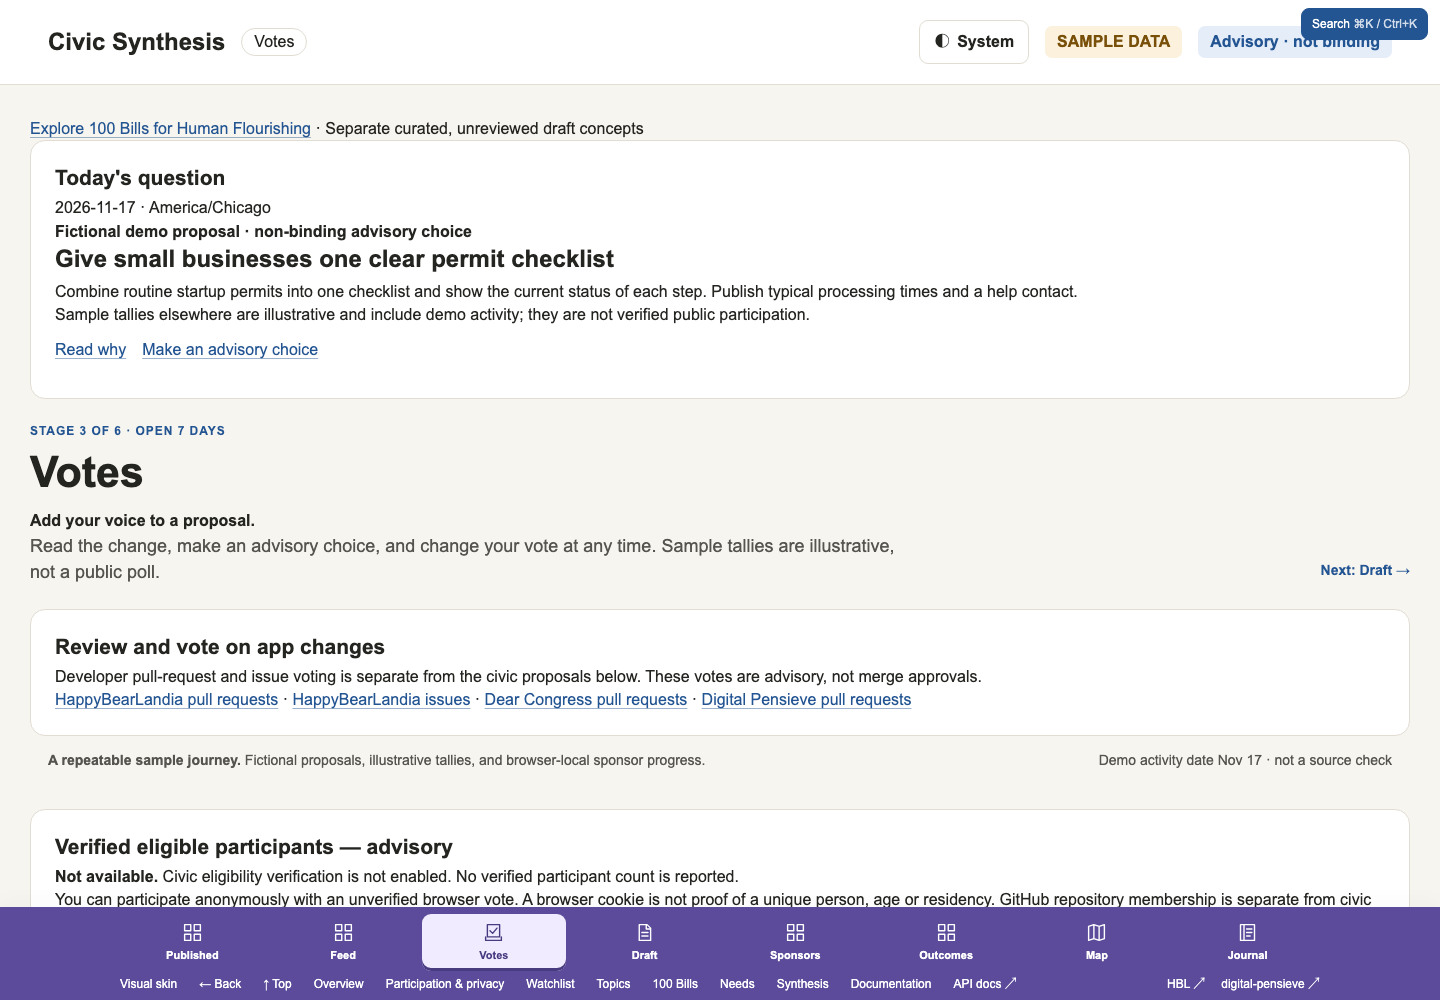 Civic Synthesis
Votes
System
SAMPLE DATA
Advisory · not binding
Search ⌘K / Ctrl+K
Explore 100 Bills for Human Flourishing · Separate curated, unreviewed draft concepts
Today's question
2026-11-17 · America/Chicago
Fictional demo proposal · non-binding advisory choice
Give small businesses one clear permit checklist
Combine routine startup permits into one checklist and show the current status of each step. Publish typical processing times and a help contact.
Sample tallies elsewhere are illustrative and include demo activity; they are not verified public participation.
Read why Make an advisory choice
STAGE 3 OF 6 · OPEN 7 DAYS
Votes
Add your voice to a proposal.
Read the change, make an advisory choice, and change your vote at any time. Sample tallies are illustrative,
not a public poll.
Next: Draft →
Review and vote on app changes
Developer pull-request and issue voting is separate from the civic proposals below. These votes are advisory, not merge approvals.
HappyBearLandia pull requests · HappyBearLandia issues · Dear Congress pull requests · Digital Pensieve pull requests
A repeatable sample journey. Fictional proposals, illustrative tallies, and browser-local sponsor progress.
Demo activity date Nov 17 · not a source check
Verified eligible participants — advisory
Not available. Civic eligibility verification is not enabled. No verified participant count is reported.
You can participate anonymously with an unverified browser vote. A browser cookie is not proof of a unique person, age or residency. GitHub repository membership is separate from civic
Published Feed Votes Draft Sponsors Outcomes Map Journal
Visual skin ← Back ↑ Top Overview Participation & privacy Watchlist Topics 100 Bills Needs Synthesis Documentation API docs ↗ HBL ↗ digital-pensieve ↗